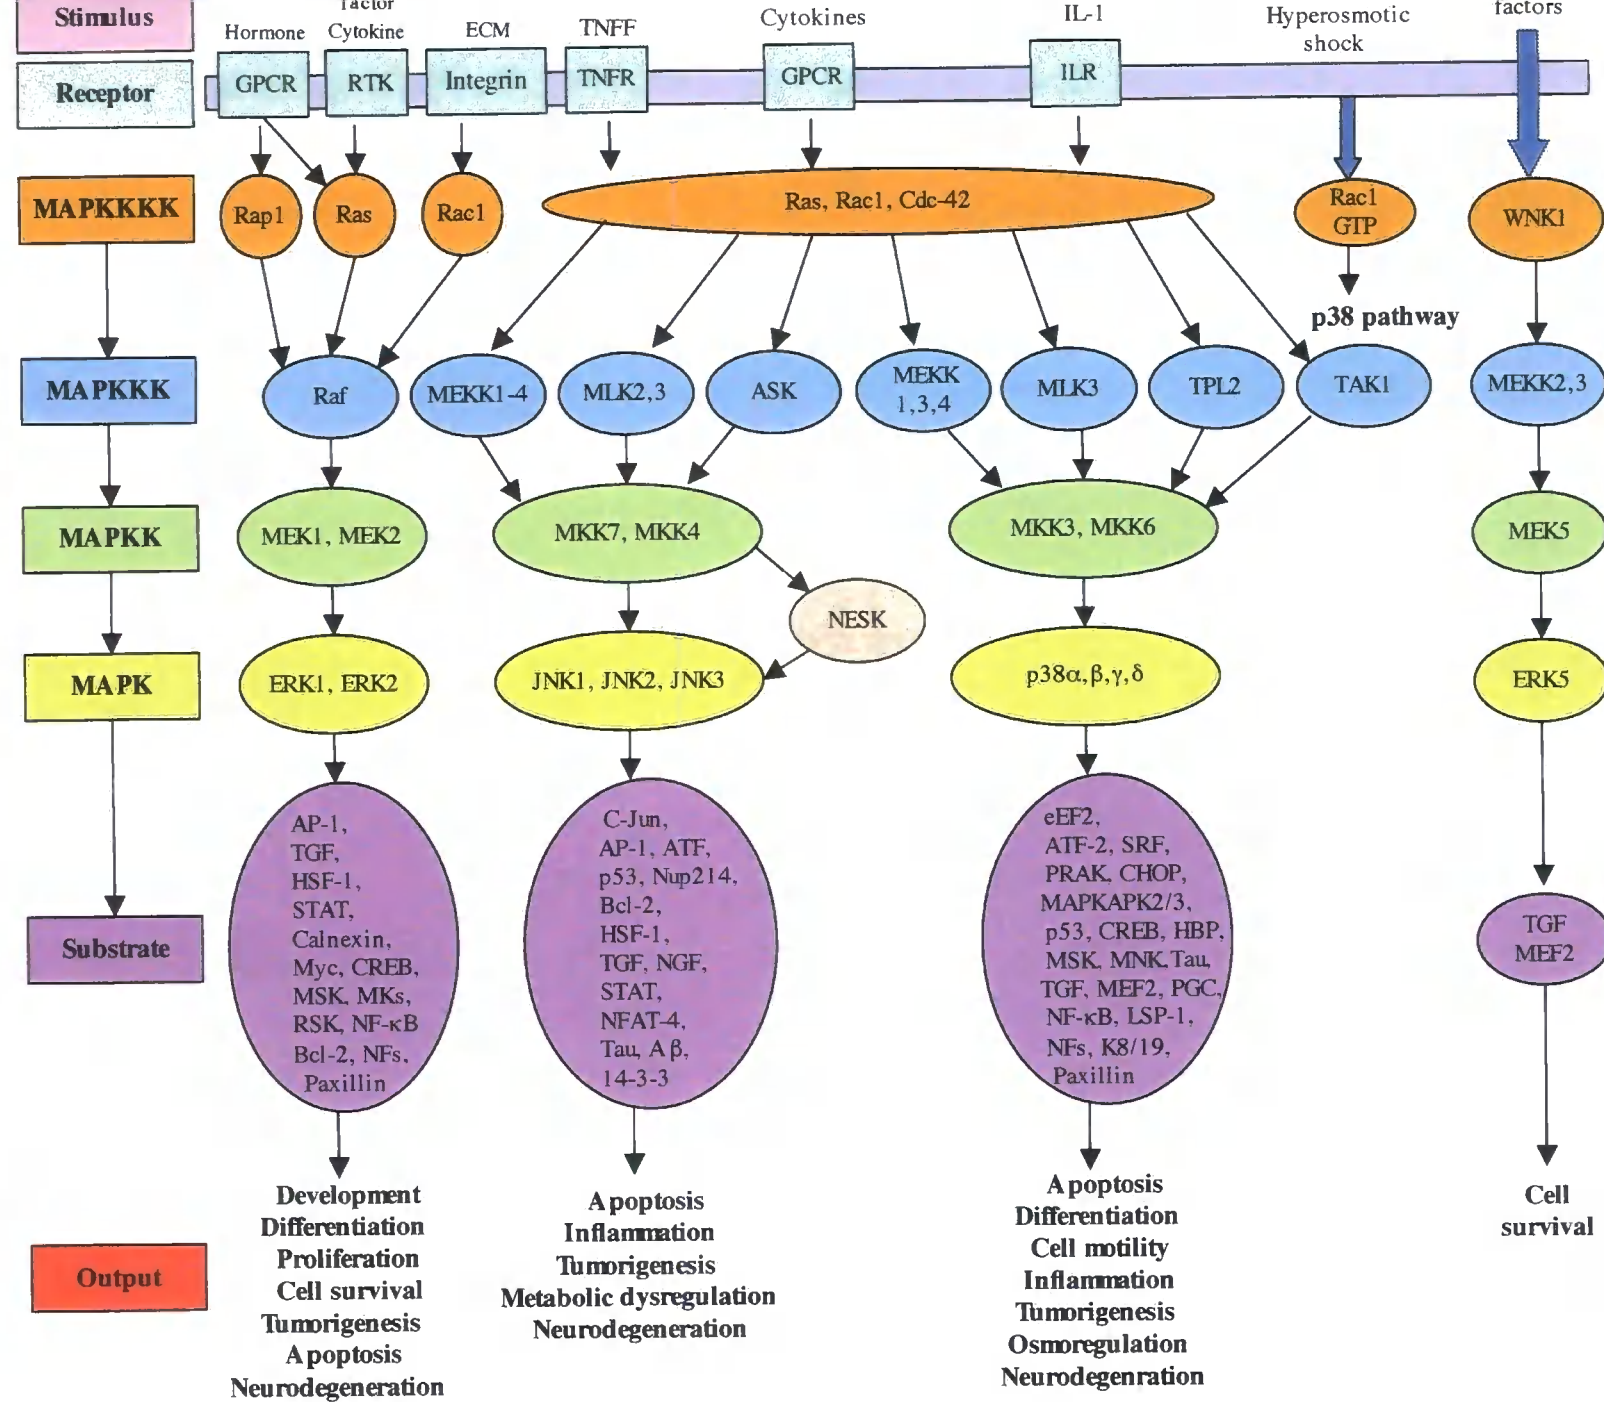 Stimulus
factor
Hormone
Cytokine
ECM
TNFF
Cytokines
IL-1
Hyperosmotic
shock
factors
Receptor
GPCR
RTK
Integrin
TNFR
GPCR
ILR
MAPKKKK
Rap1
Ras
Rac1
Ras, Rac1, Cdc-42
Rac1
GTP
WNK1
p38 pathway
MAPKKK
Raf
MEKK1-4
MLK2,3
ASK
MEKK
1,3,4
MLK3
TPL2
TAK1
MEKK2,3
MAPKK
MEK1, MEK2
MKK7, MKK4
MKK3, MKK6
MEK5
NESK
MAPK
ERK1, ERK2
JNK1, JNK2, JNK3
p38α,β,γ,δ
ERK5
Substrate
AP-1,
TGF,
HSF-1,
STAT,
Calnexin,
Myc, CREB,
MSK, MKs,
RSK, NF-κB
Bcl-2, NFs,
Paxillin
C-Jun,
AP-1, ATF,
p53, Nup214,
Bcl-2,
HSF-1,
TGF, NGF,
STAT,
NFAT-4,
Tau, Aβ,
14-3-3
eEF2,
ATF-2, SRF,
PRAK, CHOP,
MAPKAPK2/3,
p53, CREB, HBP,
MSK, MNK,Tau,
TGF, MEF2, PGC,
NF-κB, LSP-1,
NFs, K8/19,
Paxillin
TGF
MEF2
Output
Development
Differentiation
Proliferation
Cell survival
Tumorigenesis
Apoptosis
Neurodegeneration
Apoptosis
Inflammation
Tumorigenesis
Metabolic dysregulation
Neurodegeneration
Apoptosis
Differentiation
Cell motility
Inflammation
Tumorigenesis
Osmoregulation
Neurodegenration
Cell
survival